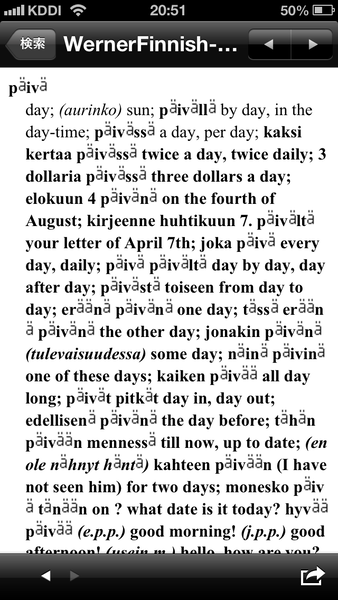 KDDI 20:51 50%
検索 WernerFinnish-...
päivä
day; (aurinko) sun; päivällä by day, in the
day-time; päivässä a day, per day; kaksi
kertaa päivässä twice a day, twice daily; 3
dollaria päivässä three dollars a day;
elokuun 4 päivänä on the fourth of
August; kirjeenne huhtikuun 7. päivältä
your letter of April 7th; joka päivä every
day, daily; päivä päivältä day by day, day
after day; päivästä toiseen from day to
day; eräänä päivänä one day; tässä erään
ä päivänä the other day; jonakin päivänä
(tulevaisuudessa) some day; näinä päivinä
one of these days; kaiken päivää all day
long; päivät pitkät day in, day out;
edellisenä päivänä the day before; tähän
päivään mennessä till now, up to date; (en
ole nähnyt häntä) kahteen päivään (I have
not seen him) for two days; monesko päiv
ä tänään on ? what date is it today? hyvää
päivää (e.p.p.) good morning! (j.p.p.) good
afternoon! (usein m.) hello, how are you?